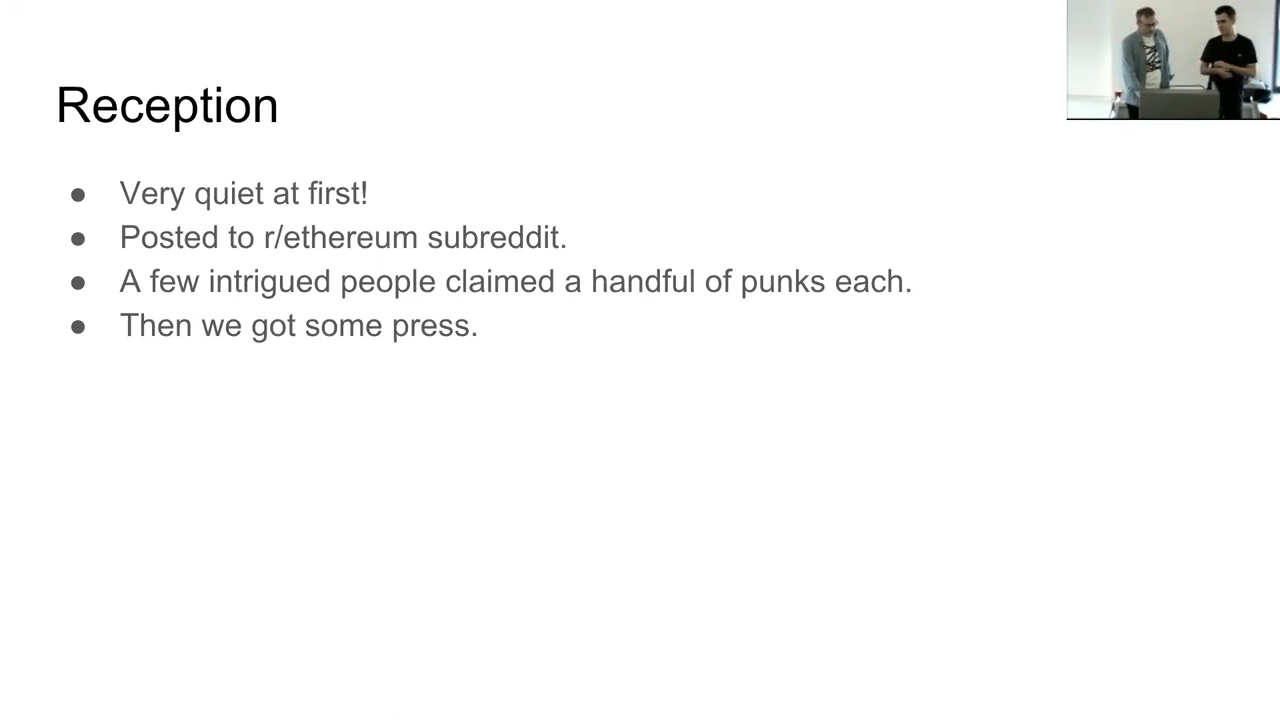 Reception
● Very quiet at first!
● Posted to r/ethereum subreddit.
● A few intrigued people claimed a handful of punks each.
● Then we got some press.